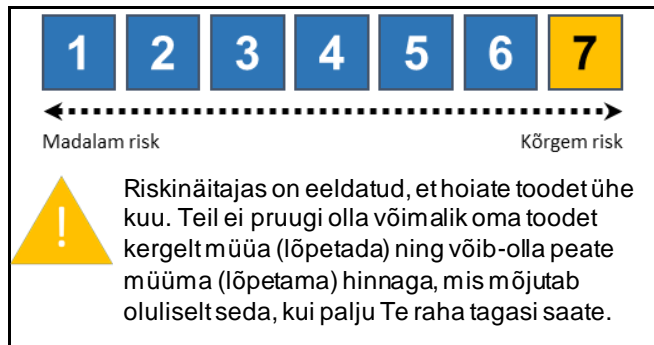 1 2 3 4 5 6 7
Madalam risk Kõrgem risk
!
Riskinäitajas on eeldatud, et hoiate toodet ühe
kuu. Teil ei pruugi olla võimalik oma toodet
kergelt müüa (lõpetada) ning võib-olla peate
müüma (lõpetama) hinnaga, mis mõjutab
oluliselt seda, kui palju Te raha tagasi saate.